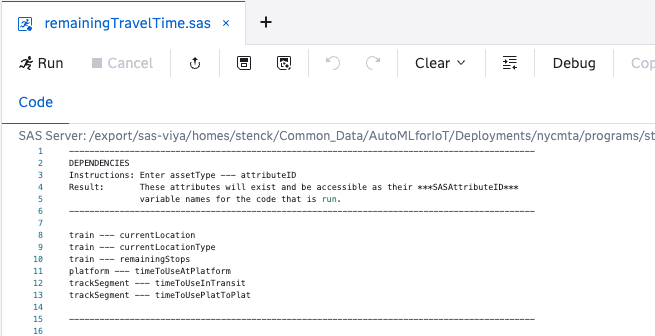 remainingTravelTime.sas × +
Run Cancel Clear Debug Cop
Code
SAS Server: /export/sas-viya/homes/stenck/Common_Data/AutoMLforIoT/Deployments/nycmta/programs/st
1 ---------------------------------------------------------------------------------------------
2 DEPENDENCIES
3 Instructions: Enter assetType --- attributeID
4 Result: These attributes will exist and be accessible as their ***SASAttributeID***
5 variable names for the code that is run.
6 ---------------------------------------------------------------------------------------------
7
8 train --- currentLocation
9 train --- currentLocationType
10 train --- remainingStops
11 platform --- timeToUseAtPlatform
12 trackSegment --- timeToUseInTransit
13 trackSegment --- timeToUsePlatToPlat
14
15 ---------------------------------------------------------------------------------------------
16